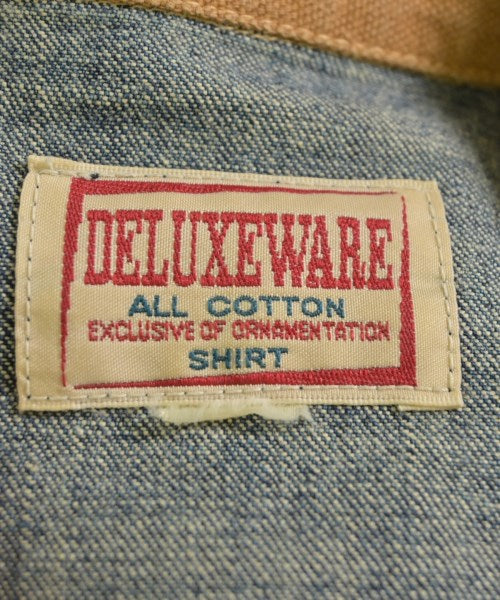 DELUXEWARE
ALL COTTON
EXCLUSIVE OF ORNAMENTATION
SHIRT